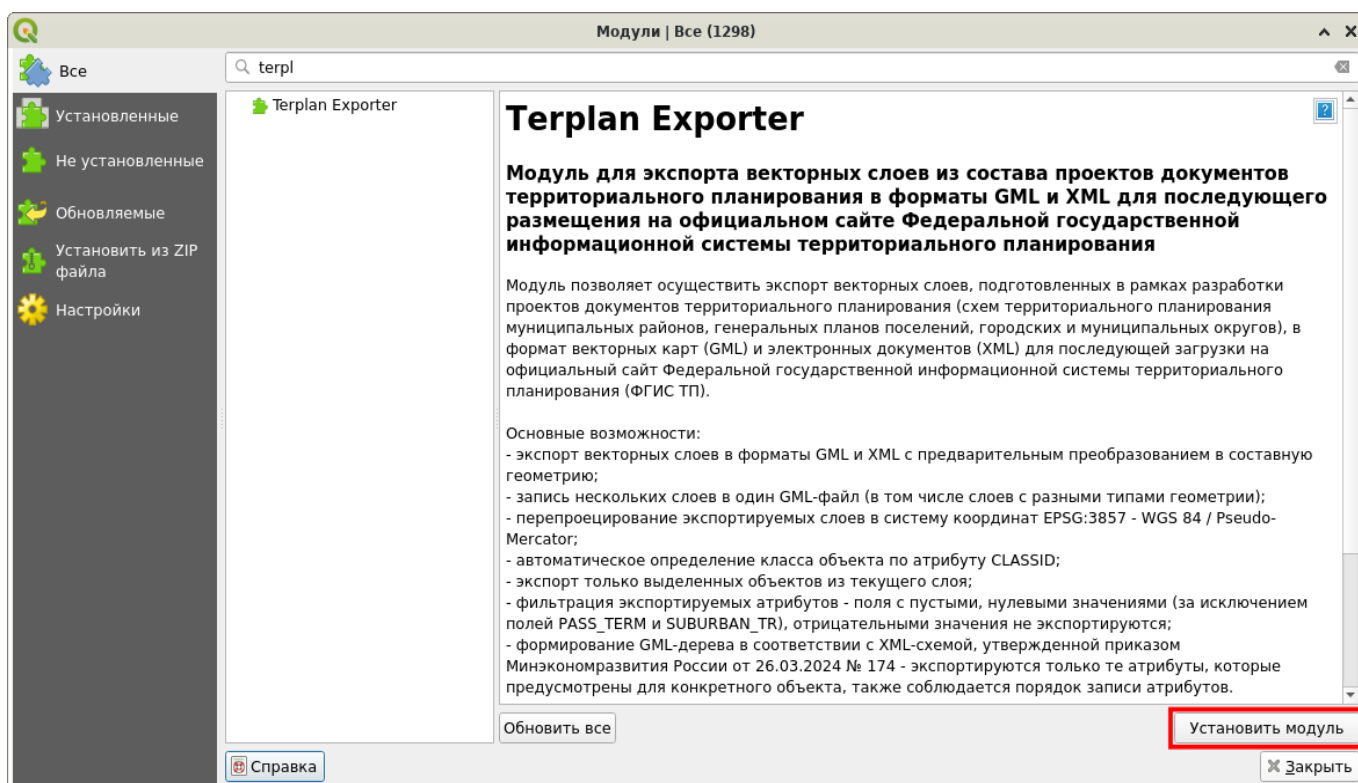 Модули | Все (1298)
Все
terpl
Установленные
Не установленные
Обновляемые
Установить из ZIP
файла
Настройки
Terplan Exporter
Terplan Exporter
Модуль для экспорта векторных слоев из состава проектов документов
территориального планирования в форматы GML и XML для последующего
размещения на официальном сайте Федеральной государственной
информационной системы территориального планирования
Модуль позволяет осуществить экспорт векторных слоев, подготовленных в рамках разработки
проектов документов территориального планирования (схем территориального планирования
муниципальных районов, генеральных планов поселений, городских и муниципальных округов), в
формат векторных карт (GML) и электронных документов (XML) для последующей загрузки на
официальный сайт Федеральной государственной информационной системы территориального
планирования (ФГИС ТП).
Основные возможности:
- экспорт векторных слоев в форматы GML и XML с предварительным преобразованием в составную
геометрию;
- запись нескольких слоев в один GML-файл (в том числе слоев с разными типами геометрии);
- перепроецирование экспортируемых слоев в систему координат EPSG:3857 - WGS 84 / Pseudo-
Mercator;
- автоматическое определение класса объекта по атрибуту CLASSID;
- экспорт только выделенных объектов из текущего слоя;
- фильтрация экспортируемых атрибутов - поля с пустыми, нулевыми значениями (за исключением
полей PASS_TERM и SUBURBAN_TR), отрицательными значения не экспортируются;
- формирование GML-дерева в соответствии с XML-схемой, утвержденной приказом
Минэкономразвития России от 26.03.2024 № 174 - экспортируются только те атрибуты, которые
предусмотрены для конкретного объекта, также соблюдается порядок записи атрибутов.
Обновить все
Установить модуль
Справка
Закрыть